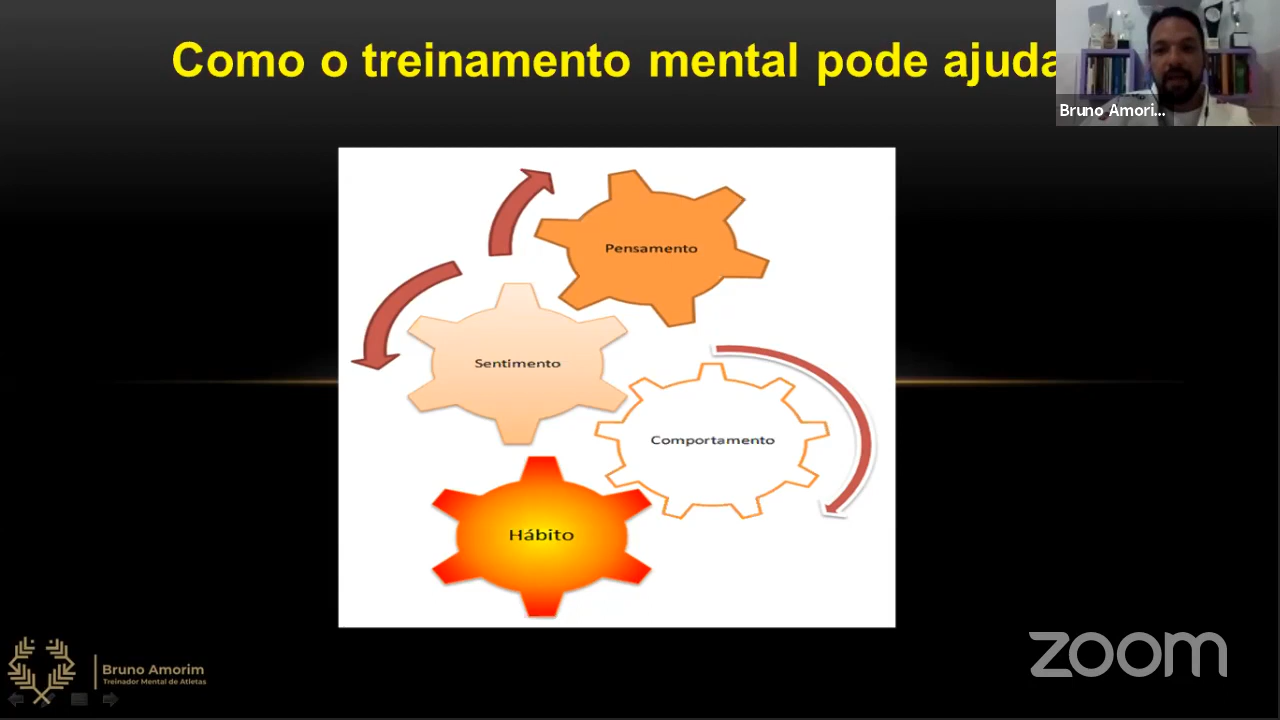 Como o treinamento mental pode ajuda
Bruno Amori...
Pensamento
Sentimento
Comportamento
Hábito
Bruno Amorim
Treinador Mental de Atletas
zoom